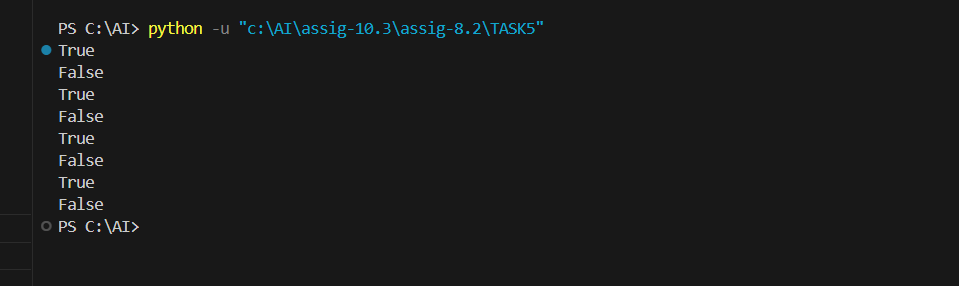 PS C:\AI> python -u "c:\AI\assig-10.3\assig-8.2\TASK5"
True
False
True
False
True
False
True
False
PS C:\AI>